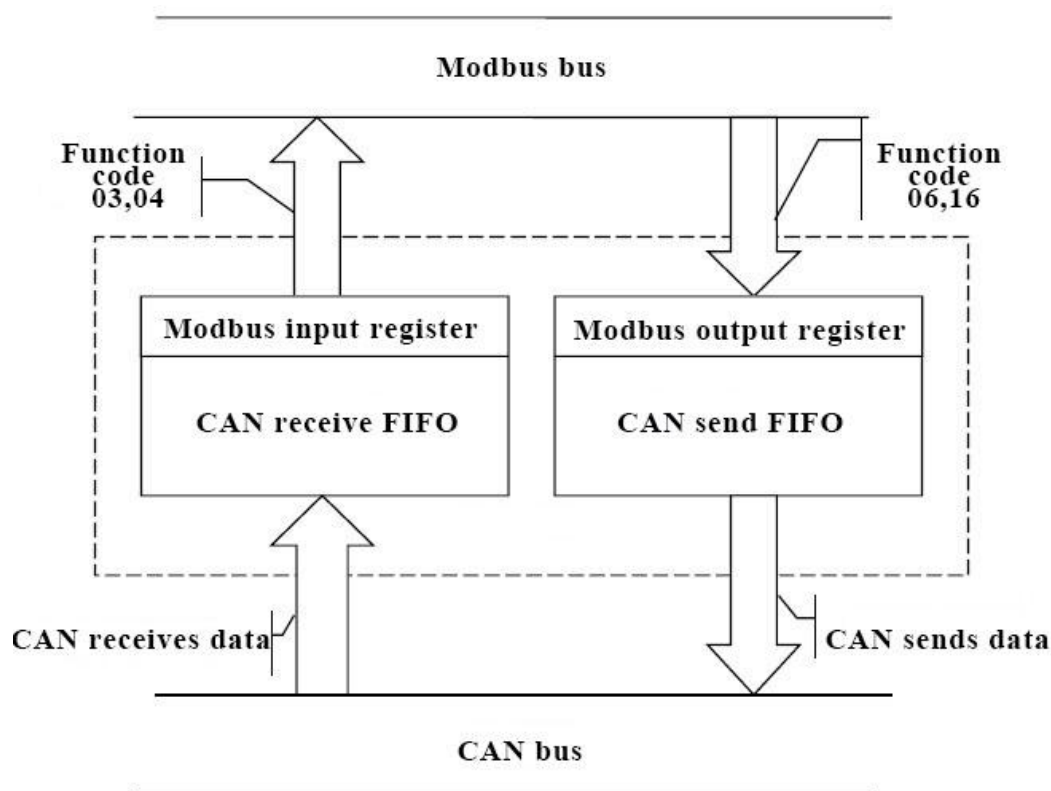 Modbus bus
Function
code
03,04
Function
code
06,16
Modbus input register
Modbus output register
CAN receive FIFO
CAN send FIFO
CAN receives data
CAN sends data
CAN bus